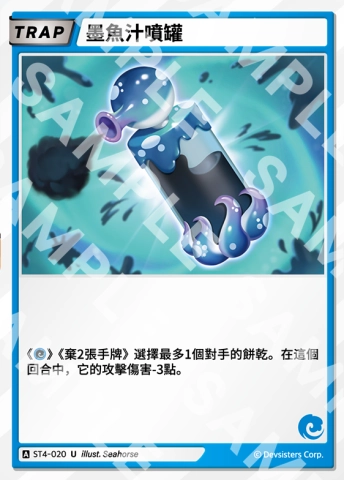 TRAP 墨魚汁噴罐
《》《棄2張手牌》選擇最多1個對手的餅乾。在這個
回合中，它的攻擊傷害-3點。
A ST4-020 U illust. Seahorse © Devsisters Corp.
SAMPLE